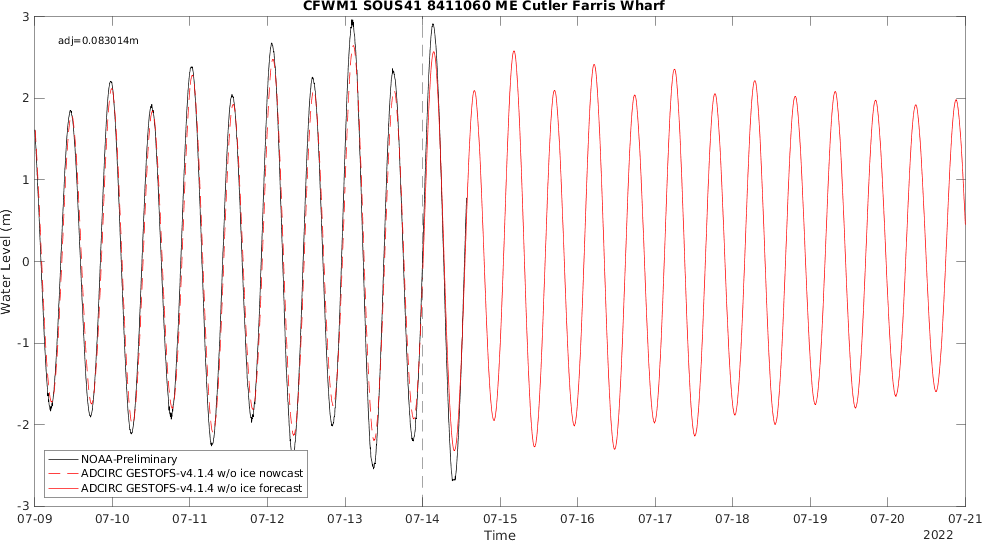 CFWM1 SOUS41 8411060 ME Cutler Farris Wharf
adj=0.083014m
3
2
1
0
-1
-2
-3
Water Level (m)
NOAA-Preliminary
ADCIRC GESTOFS-v4.1.4 w/o ice nowcast
ADCIRC GESTOFS-v4.1.4 w/o ice forecast
07-09 07-10 07-11 07-12 07-13 07-14 07-15 07-16 07-17 07-18 07-19 07-20 07-21
Time
2022